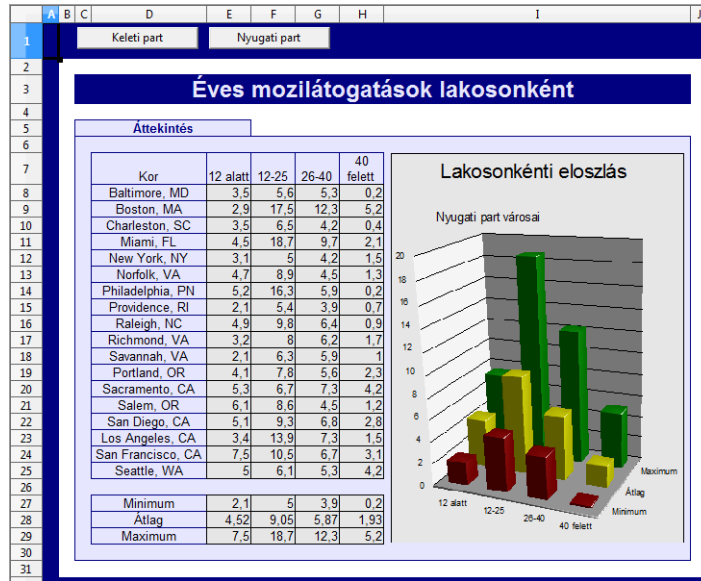 A B C D E F G H I J
1 Keleti part Nyugati part
2
3 Éves mozilátogatások lakosonként
4
5 Áttekintés
6
7 Kor 12 alatt 12-25 26-40 40 felett
8 Baltimore, MD 3,5 5,6 5,3 0,2
9 Boston, MA 2,9 17,5 12,3 5,2
10 Charleston, SC 3,5 6,5 4,2 0,4
11 Miami, FL 4,5 18,7 9,7 2,1
12 New York, NY 3,1 5 4,2 1,5
13 Norfolk, VA 4,7 8,9 4,5 1,3
14 Philadelphia, PN 5,2 16,3 5,9 0,2
15 Providence, RI 2,1 5,4 3,9 0,7
16 Raleigh, NC 4,9 9,8 6,4 0,9
17 Richmond, VA 3,2 8 6,2 1,7
18 Savannah, VA 2,1 6,3 5,9 1
19 Portland, OR 4,1 7,8 5,6 2,3
20 Sacramento, CA 5,3 6,7 7,3 4,2
21 Salem, OR 6,1 8,6 4,5 1,2
22 San Diego, CA 5,1 9,3 6,8 2,8
23 Los Angeles, CA 3,4 13,9 7,3 1,5
24 San Francisco, CA 7,5 10,5 6,7 3,1
25 Seattle, WA 5 6,1 5,3 4,2
26
27 Minimum 2,1 5 3,9 0,2
28 Átlag 4,52 9,05 5,87 1,93
29 Maximum 7,5 18,7 12,3 5,2
30
31
Lakosonkénti eloszlás
Nyugati part városai
20
18
16
14
12
10
8
6
4
2
0
12 alatt
12-25
26-40
40 felett
Maximum
Átlag
Minimum